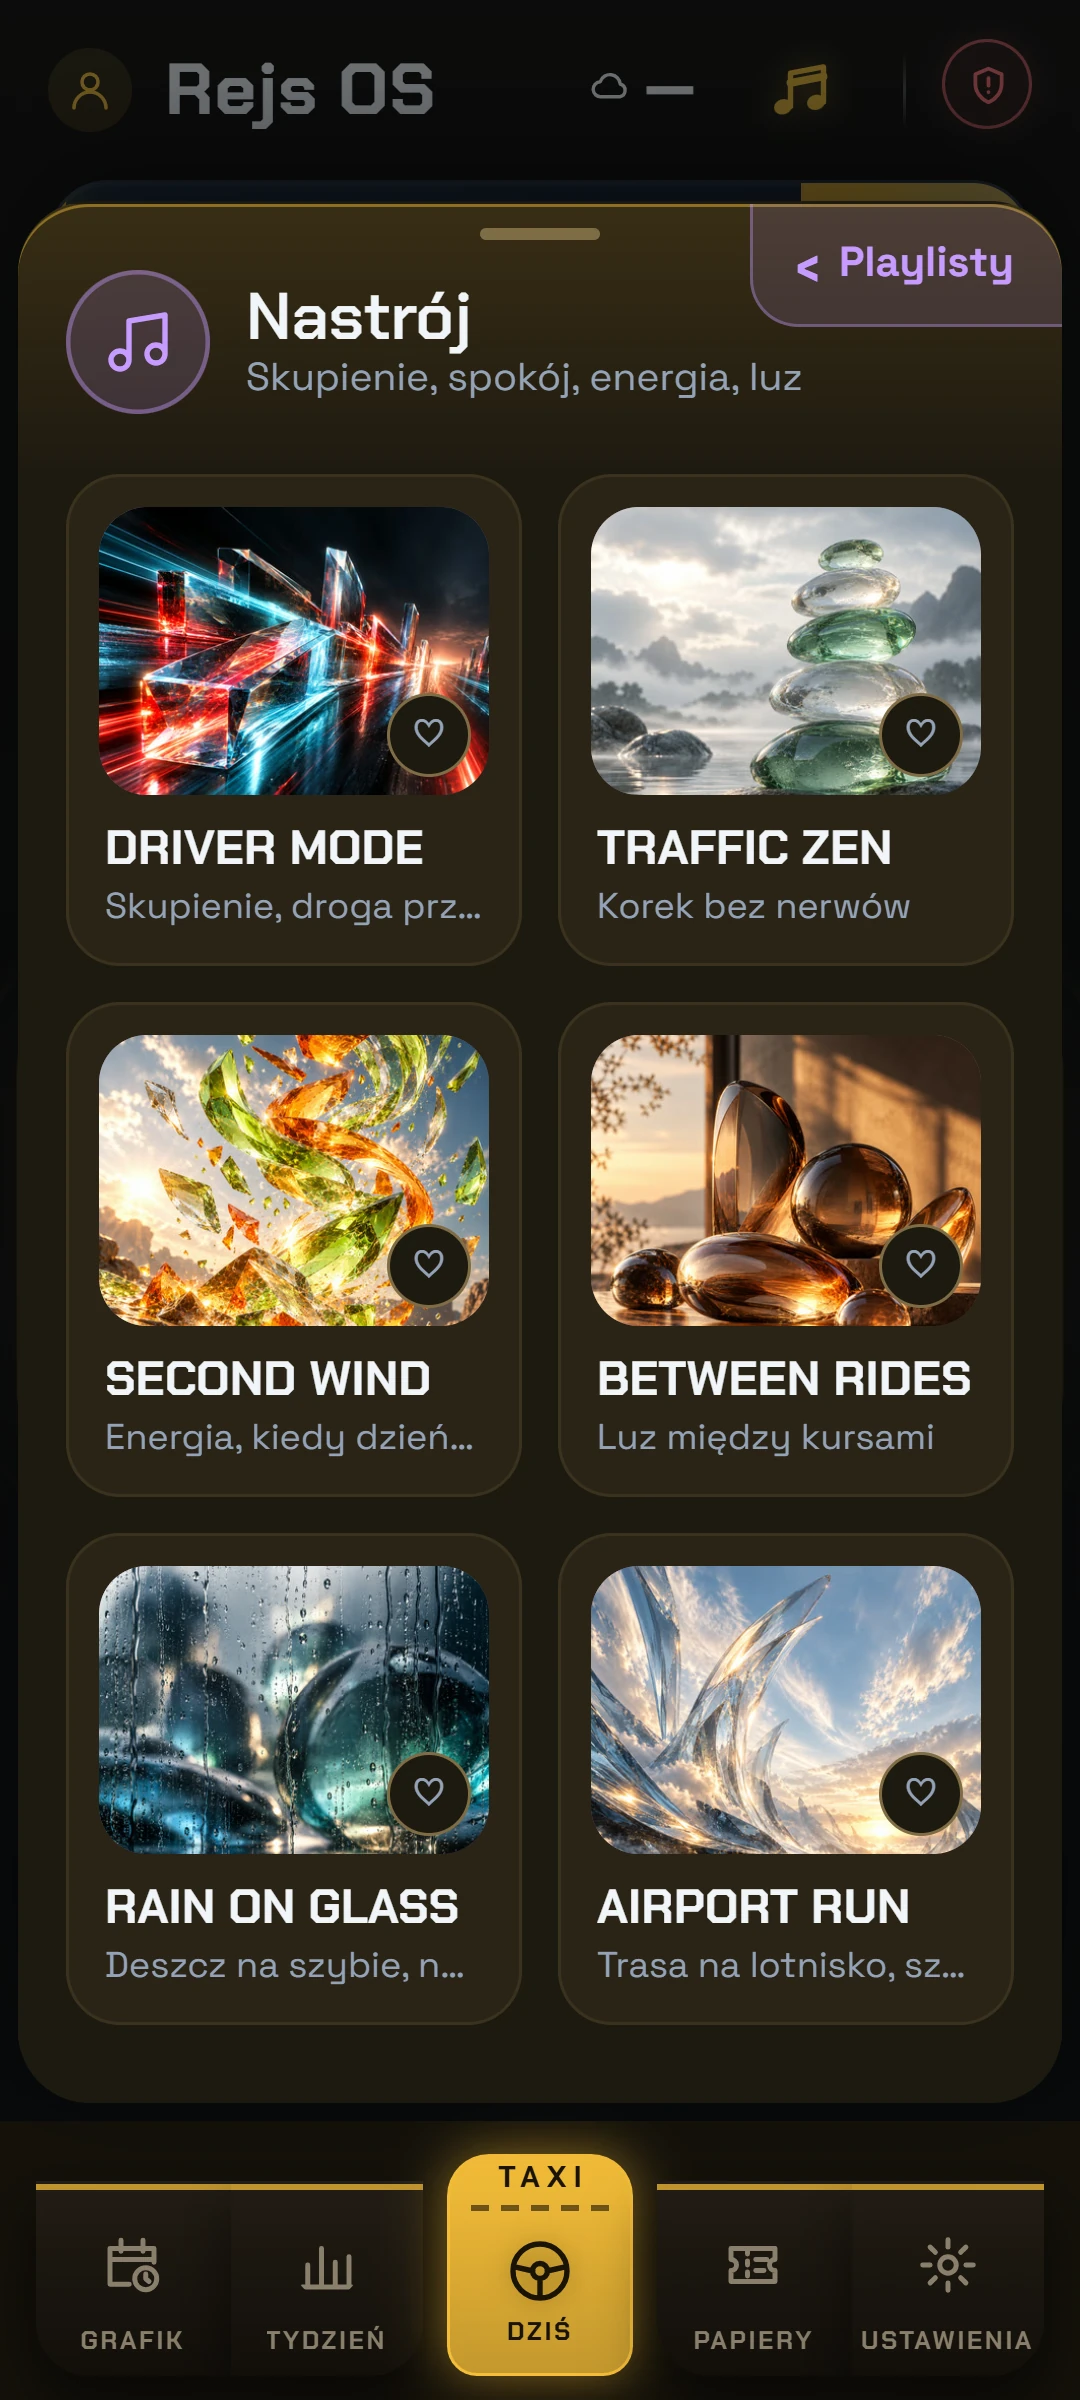 Rejs OS
—
< Playlisty
Nastrój
Skupienie, spokój, energia, luz
DRIVER MODE
Skupienie, droga prz...
TRAFFIC ZEN
Korek bez nerwów
SECOND WIND
Energia, kiedy dzień...
BETWEEN RIDES
Luz między kursami
RAIN ON GLASS
Deszcz na szybie, n...
AIRPORT RUN
Trasa na lotnisko, sz...
TAXI
GRAFIK
TYDZIEŃ
DZIŚ
PAPIERY
USTAWIENIA